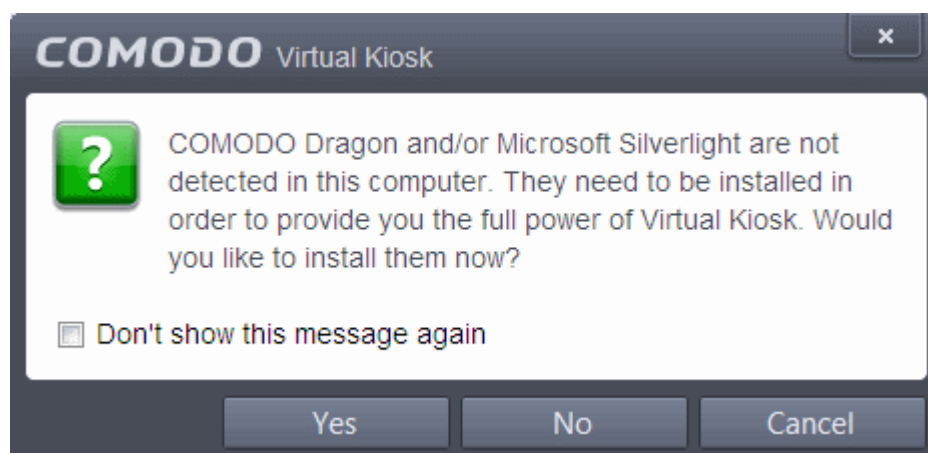 COMODO Virtual Kiosk
COMODO Dragon and/or Microsoft Silverlight are not
detected in this computer. They need to be installed in
order to provide you the full power of Virtual Kiosk. Would
you like to install them now?
Don't show this message again
Yes No Cancel